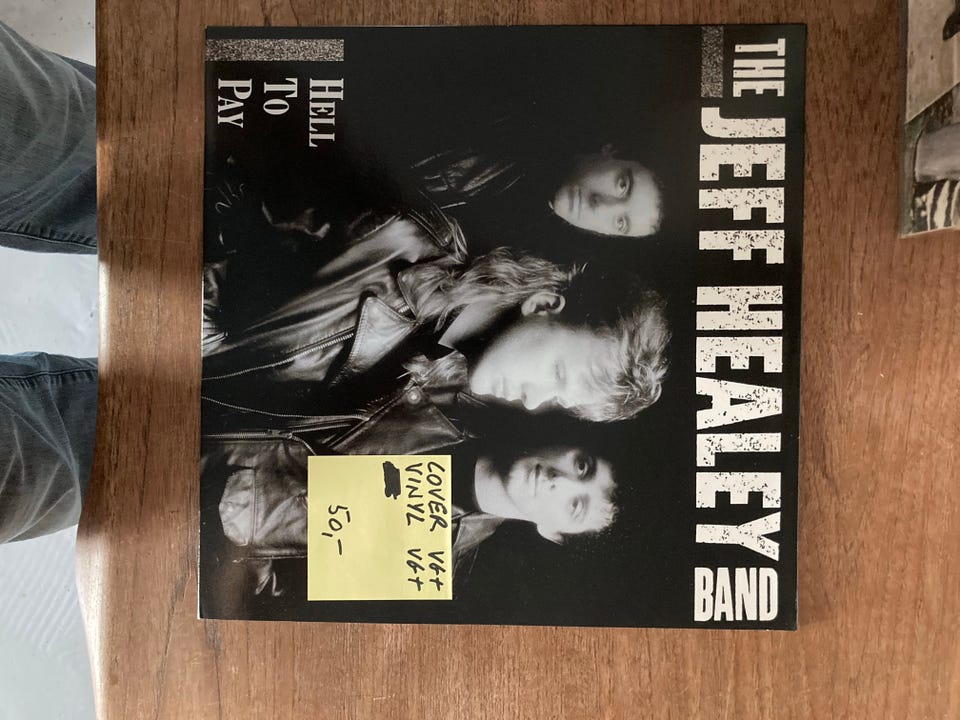 THE JEFF HEALEY BAND
HELL
TO
PAY
COVER VG+
VINYL VG+
50,-